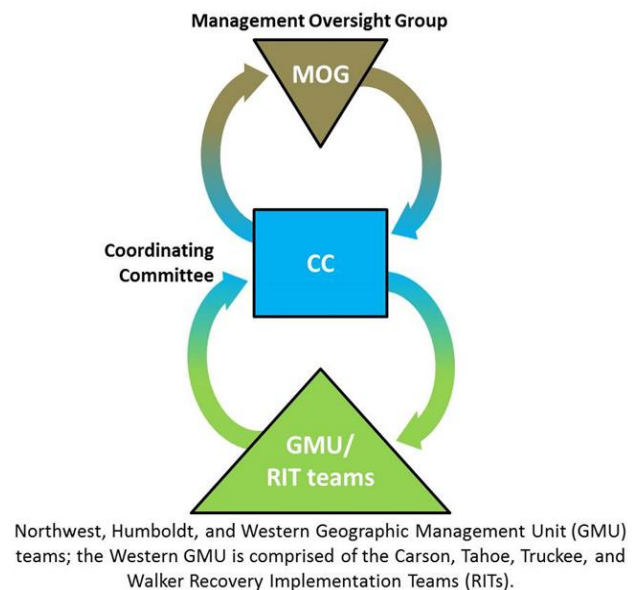 Management Oversight Group
MOG
Coordinating
Committee
CC
GMU/
RIT teams
Northwest, Humboldt, and Western Geographic Management Unit (GMU)
teams; the Western GMU is comprised of the Carson, Tahoe, Truckee, and
Walker Recovery Implementation Teams (RITs).